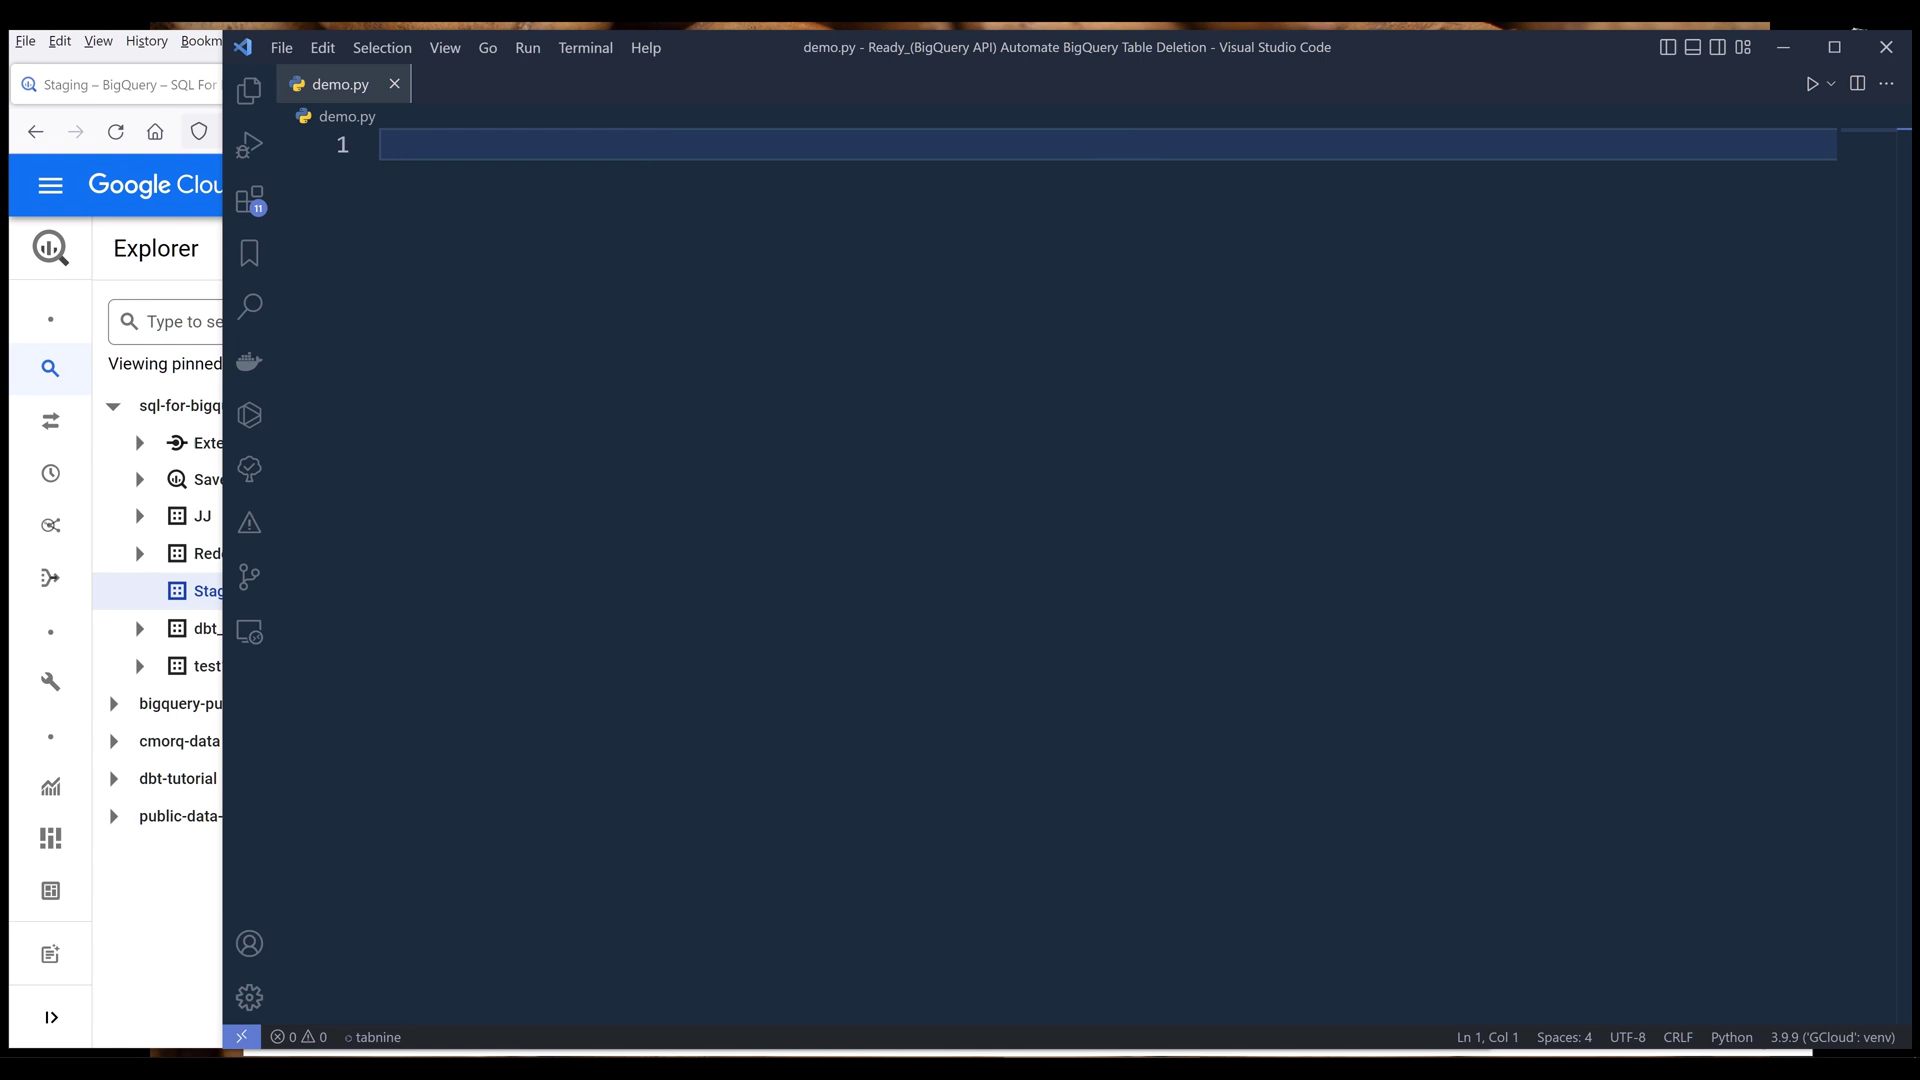 File Edit View History Bookm
Staging – BigQuery – SQL For
Google Clou
Explorer
Type to se
Viewing pinned
sql-for-bigqu
Exte
Save
JJ
Red
Stag
dbt_
test
bigquery-pu
cmorq-data
dbt-tutorial
public-data-
File Edit Selection View Go Run Terminal Help
demo.py - Ready_(BigQuery API) Automate BigQuery Table Deletion - Visual Studio Code
demo.py
demo.py
1
11
0 0 tabnine
Ln 1, Col 1 Spaces: 4 UTF-8 CRLF Python 3.9.9 ('GCloud': venv)